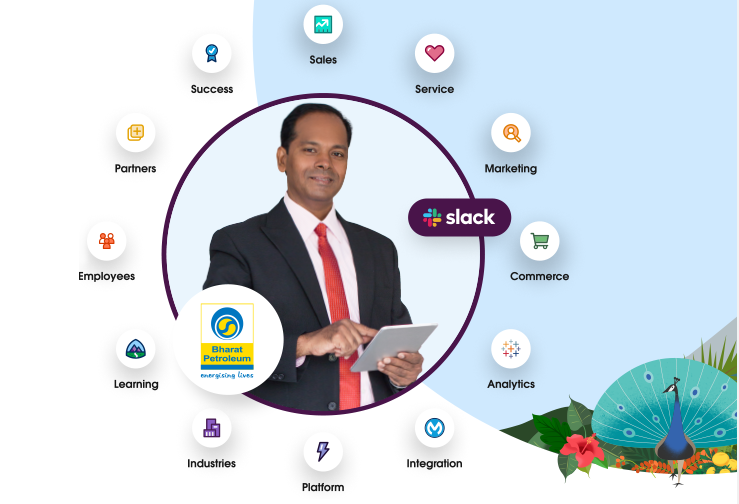 Sales
Success
Service
Partners
Marketing
slack
Employees
Commerce
Bharat
Petroleum
energising lives
Learning
Analytics
Industries
Integration
Platform